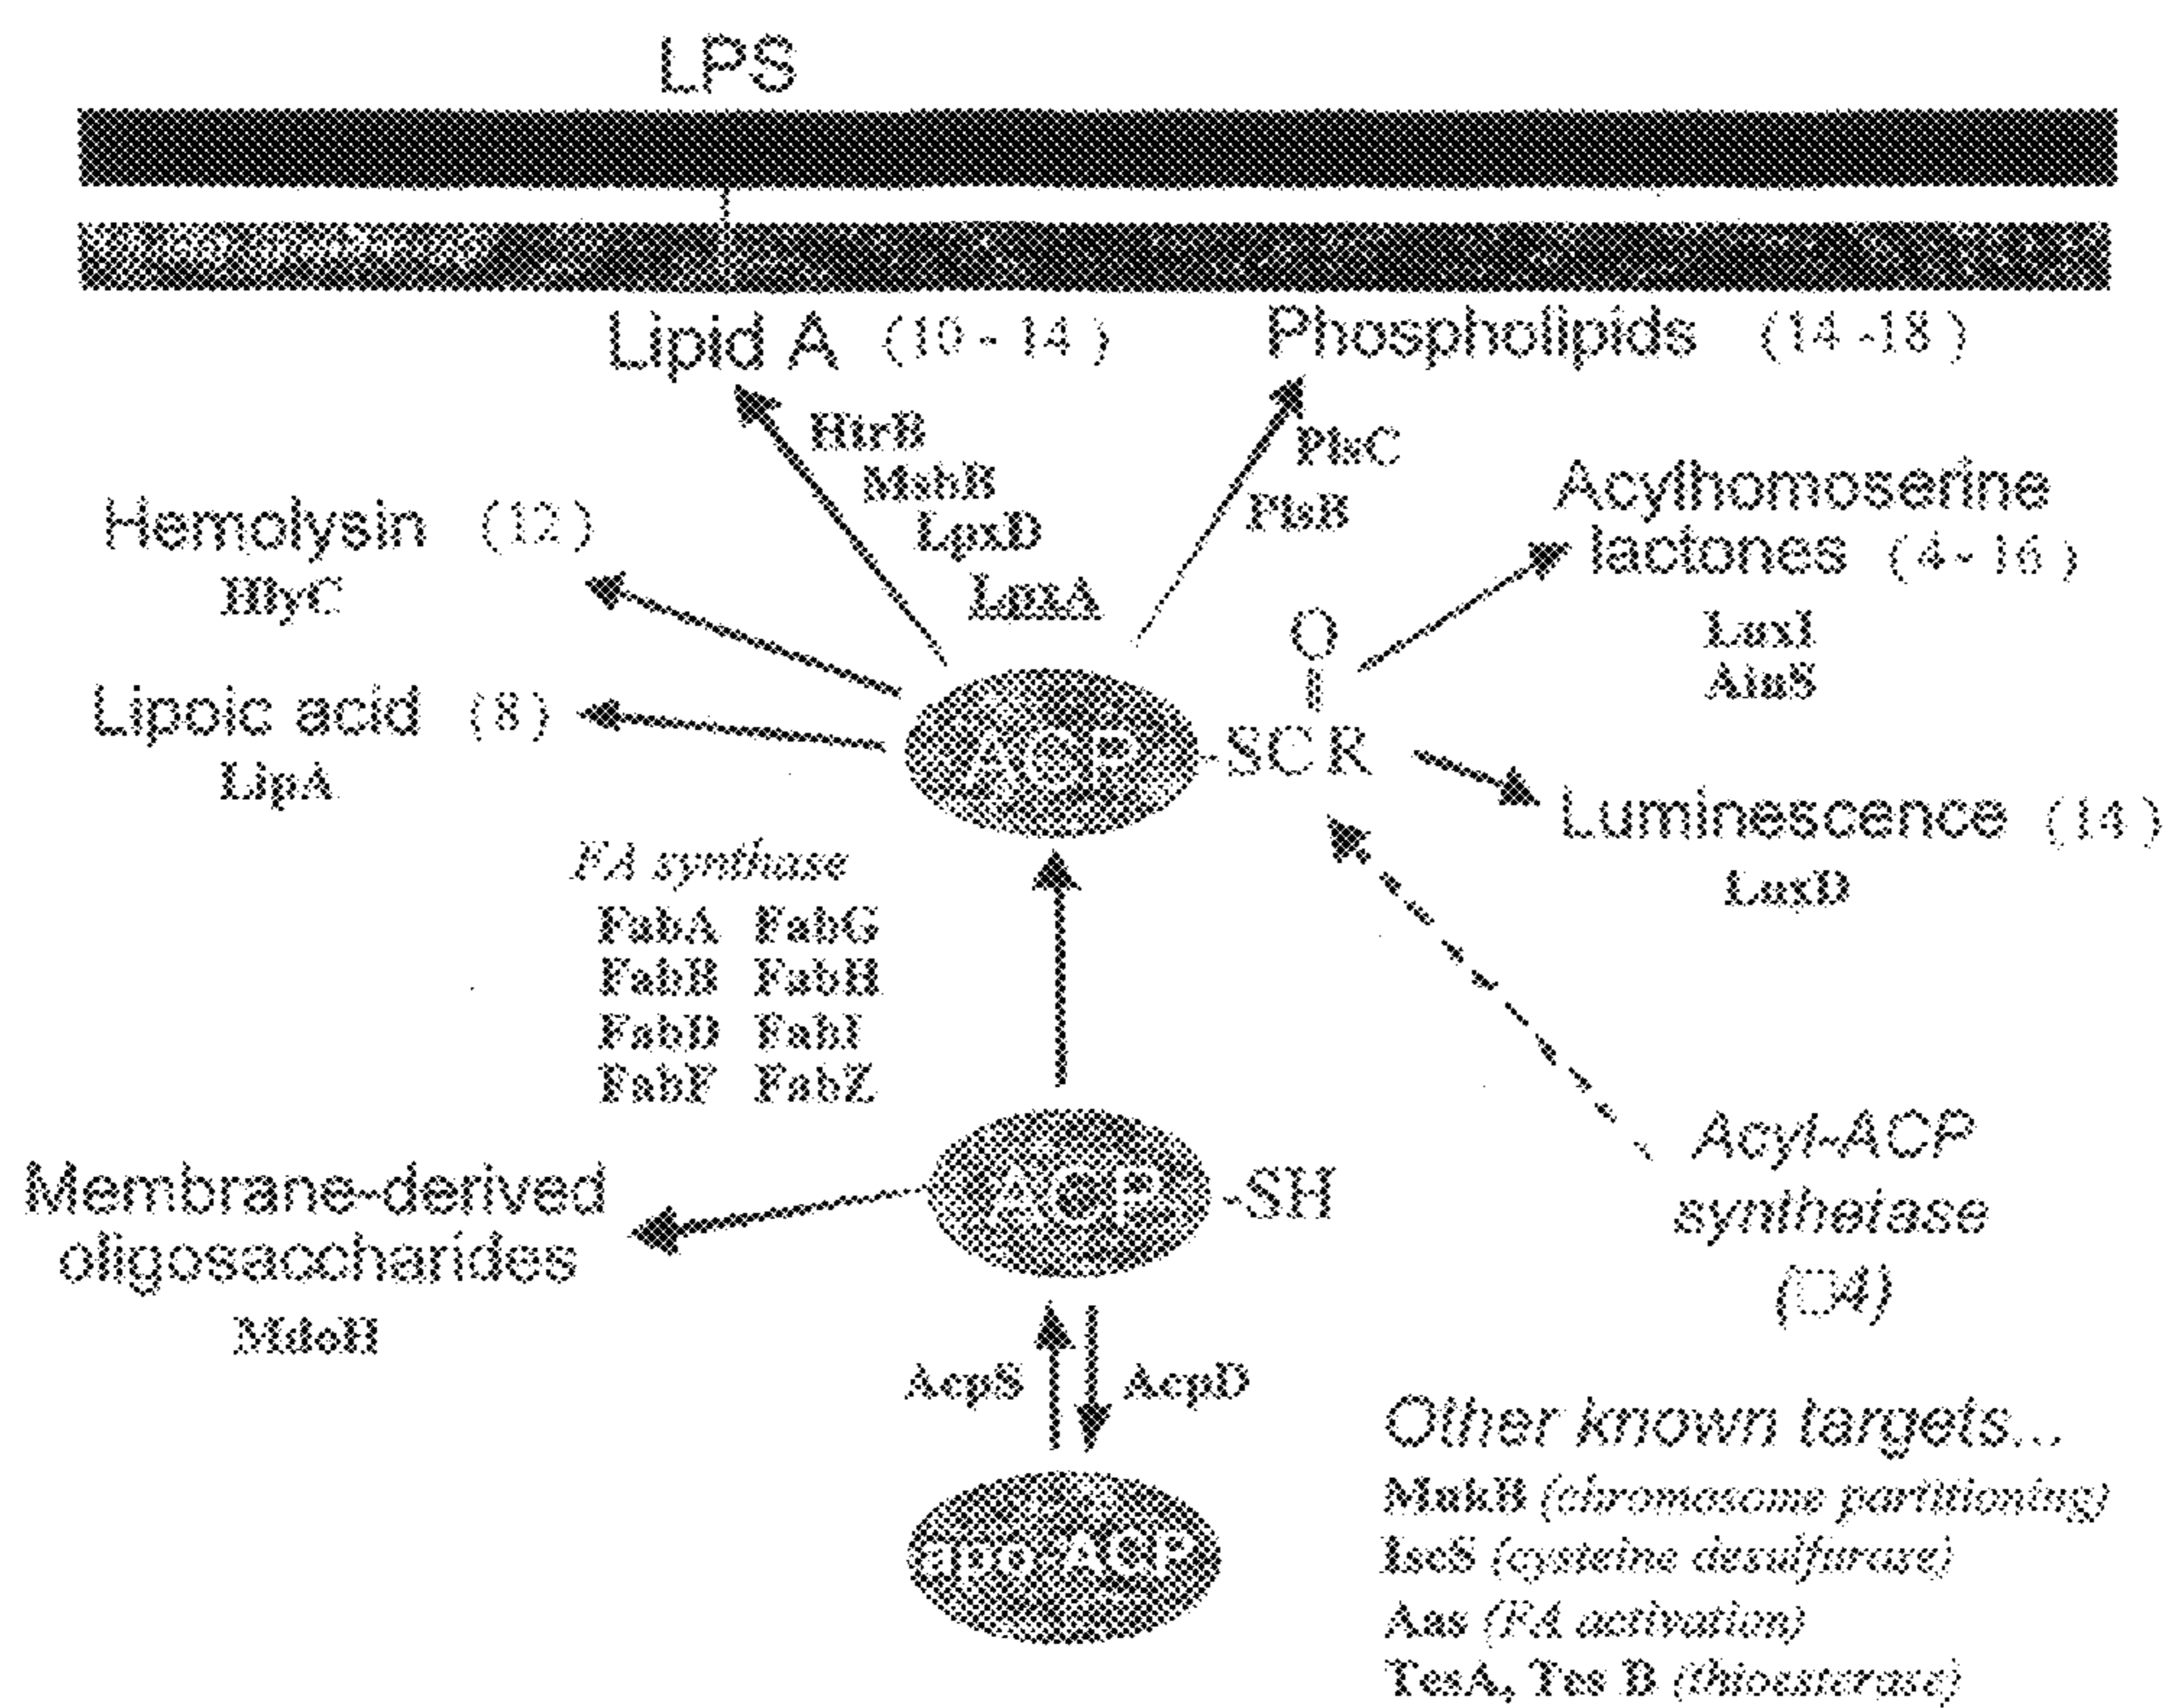 LPS
Lipid A (10 - 14)
Phospholipids (14 -18)
HtrB
MsbB
LpxD
LpxA
PlsC
PlsB
Hemolysin (12)
HlyC
Acylhomoserine
lactones (4- 16)
LuxI
AinS
Lipoic acid (8)
LipA
O
ACP -SCR
Luminescence (14)
LuxD
FA synthase
FabA FabG
FabB FabH
FabD FabI
FabF FabZ
Acyl-ACP
synthetase
Membrane-derived
oligosaccharides
MdoH
ACP -SH
AcpS
AcpD
apo-ACP
Other known targets...
MukB (chromosome partitioning)
IscS (cysteine desulfurase)
Aas (FA activation)
TesA, Tes B (thioesterase)